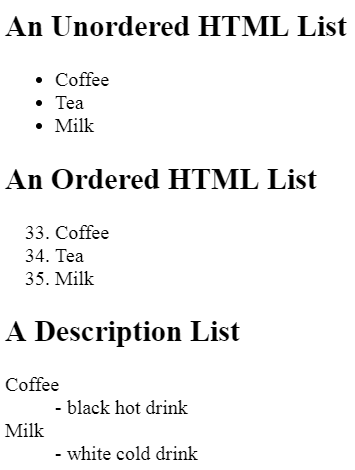 An Unordered HTML List
• Coffee
• Tea
• Milk
An Ordered HTML List
33. Coffee
34. Tea
35. Milk
A Description List
Coffee
- black hot drink
Milk
- white cold drink